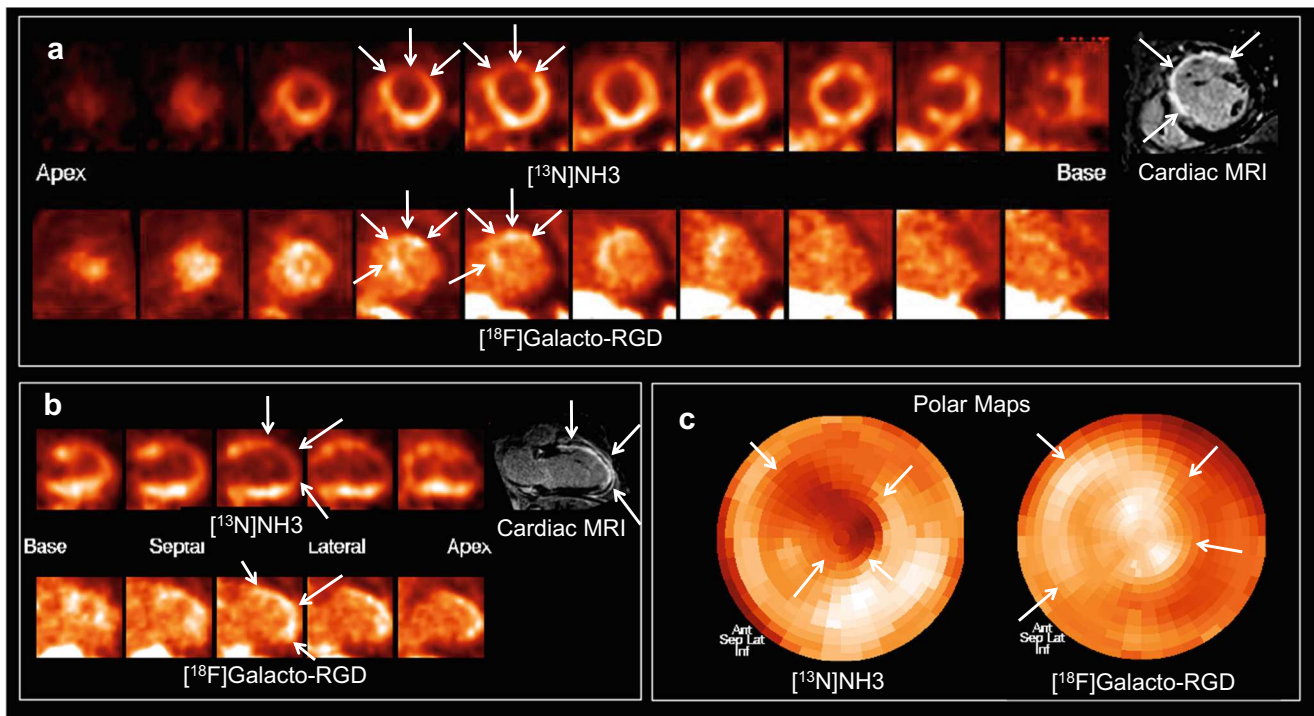 a
Apex
[¹³N]NH3
Base
Cardiac MRI
[¹⁸F]Galacto-RGD
b
[¹³N]NH3
Cardiac MRI
Base
Septal
Lateral
Apex
[¹⁸F]Galacto-RGD
c
Polar Maps
Ant
Sep Lat
Inf
[¹³N]NH3
Ant
Sep Lat
Inf
[¹⁸F]Galacto-RGD